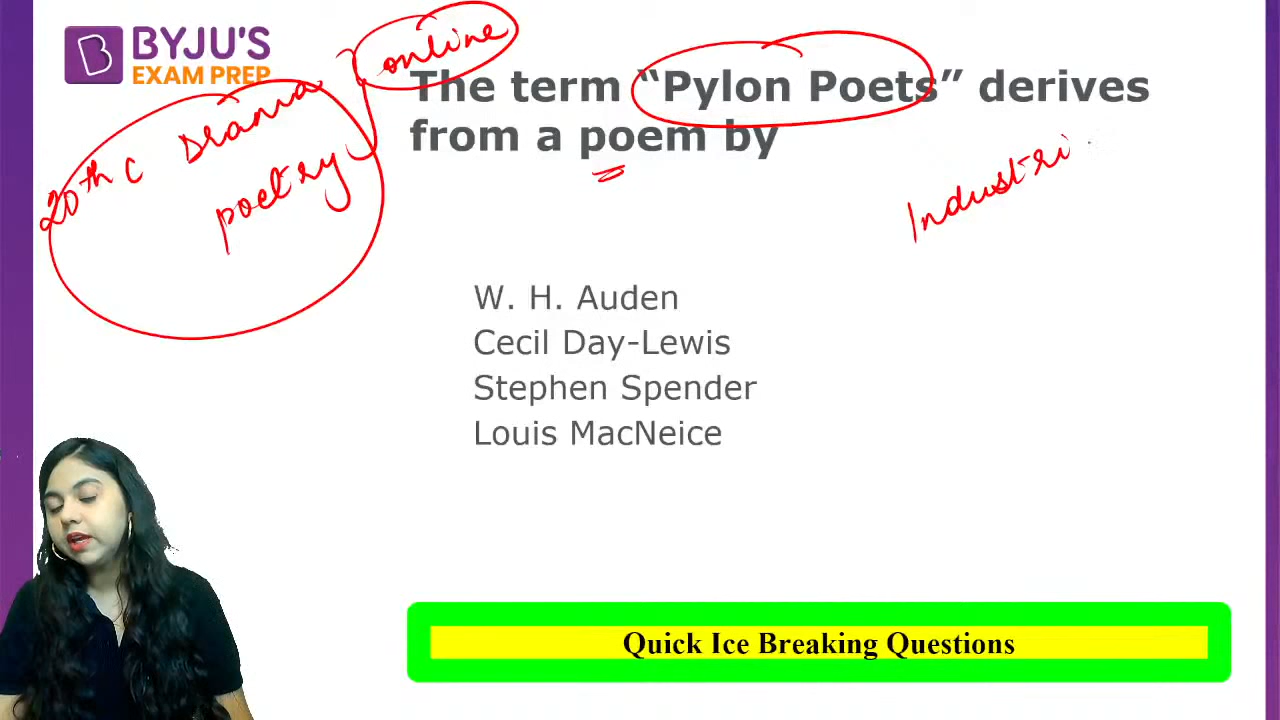 BYJU'S
EXAM PREP
online
The term “Pylon Poets” derives
from a poem by
20th C Drama
poetry
Industri
W. H. Auden
Cecil Day-Lewis
Stephen Spender
Louis MacNeice
Quick Ice Breaking Questions